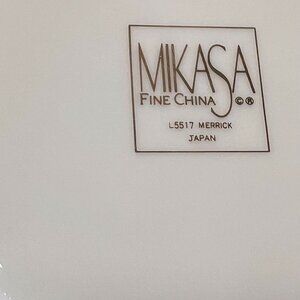 MIKASA
FINE CHINA ©®
L5517 MERRICK
JAPAN